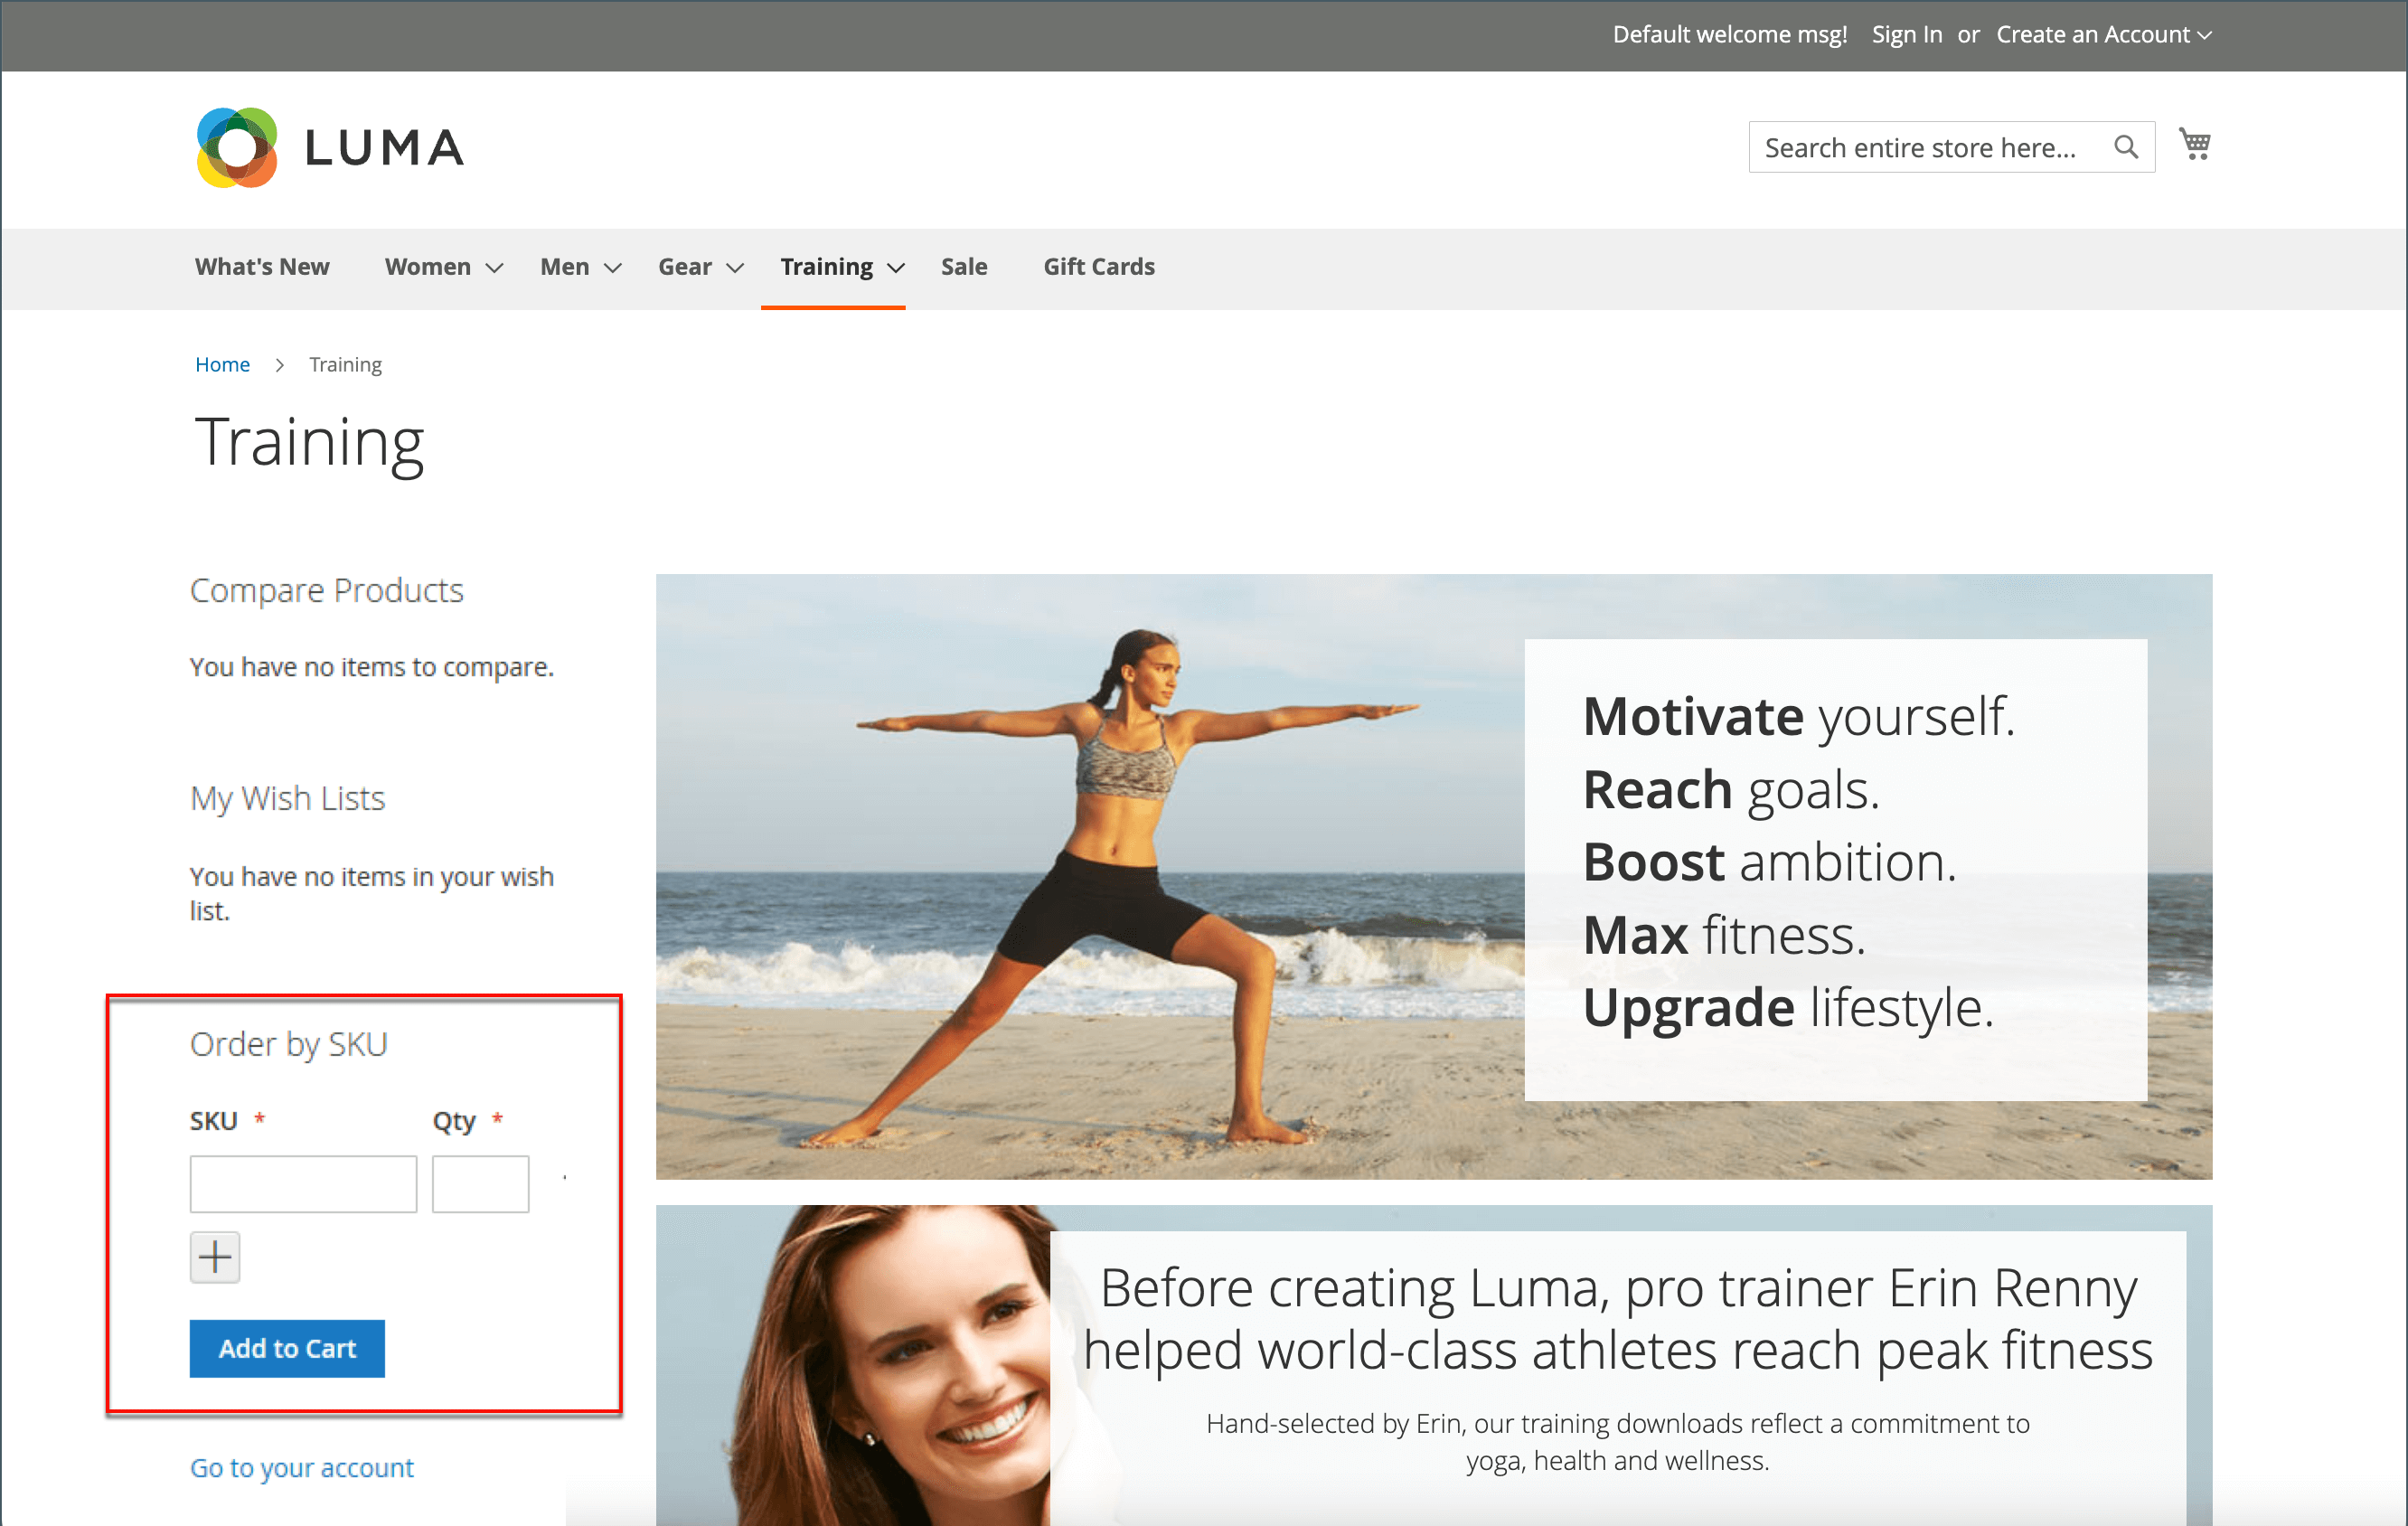 Default welcome msg! Sign In or Create an Account
LUMA
Search entire store here...
What's New Women Men Gear Training Sale Gift Cards
Home > Training
Training
Compare Products
You have no items to compare.
My Wish Lists
You have no items in your wish
list.
Order by SKU
SKU * Qty *
Add to Cart
Go to your account
Motivate yourself.
Reach goals.
Boost ambition.
Max fitness.
Upgrade lifestyle.
Before creating Luma, pro trainer Erin Renny
helped world-class athletes reach peak fitness
Hand-selected by Erin, our training downloads reflect a commitment to
yoga, health and wellness.